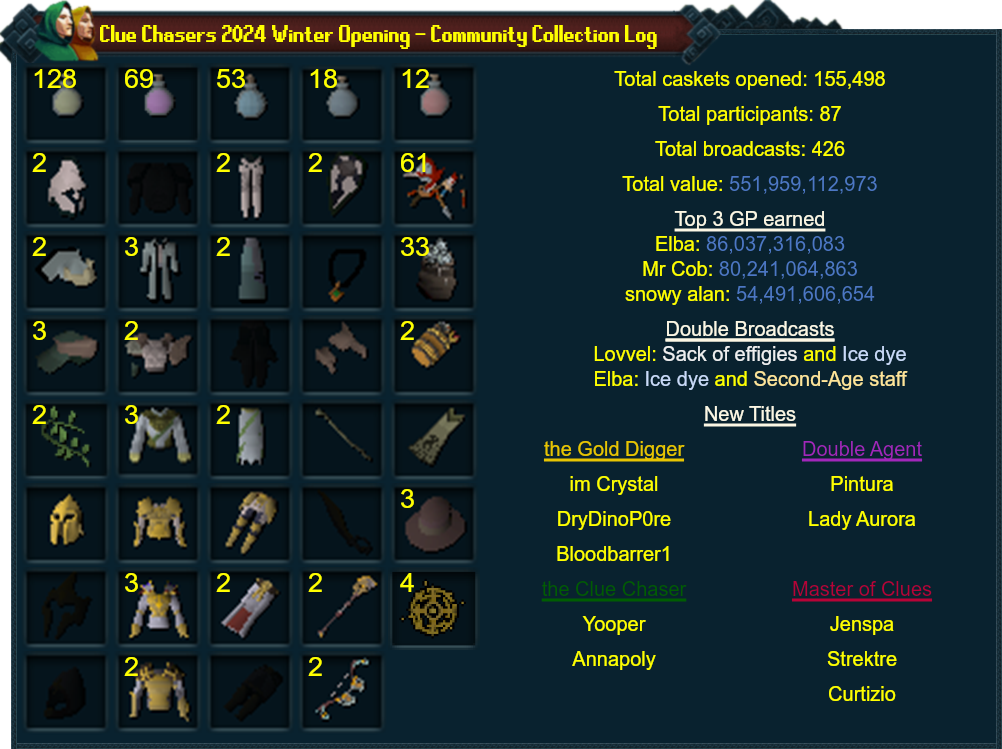 Clue Chasers 2024 Winter Opening - Community Collection Log
128 69 53 18 12
2 2 2 61
2 3 2 33
3 2 2
2 3 2
3
3 2 2 4
2 2
Total caskets opened: 155,498
Total participants: 87
Total broadcasts: 426
Total value: 551,959,112,973
Top 3 GP earned
Elba: 86,037,316,083
Mr Cob: 80,241,064,863
snowy alan: 54,491,606,654
Double Broadcasts
Lovvel: Sack of effigies and Ice dye
Elba: Ice dye and Second-Age staff
New Titles
the Gold Digger
im Crystal
DryDinoP0re
Bloodbarrer1
Double Agent
Pintura
Lady Aurora
the Clue Chaser
Yooper
Annapoly
Master of Clues
Jenspa
Strektre
Curtizio